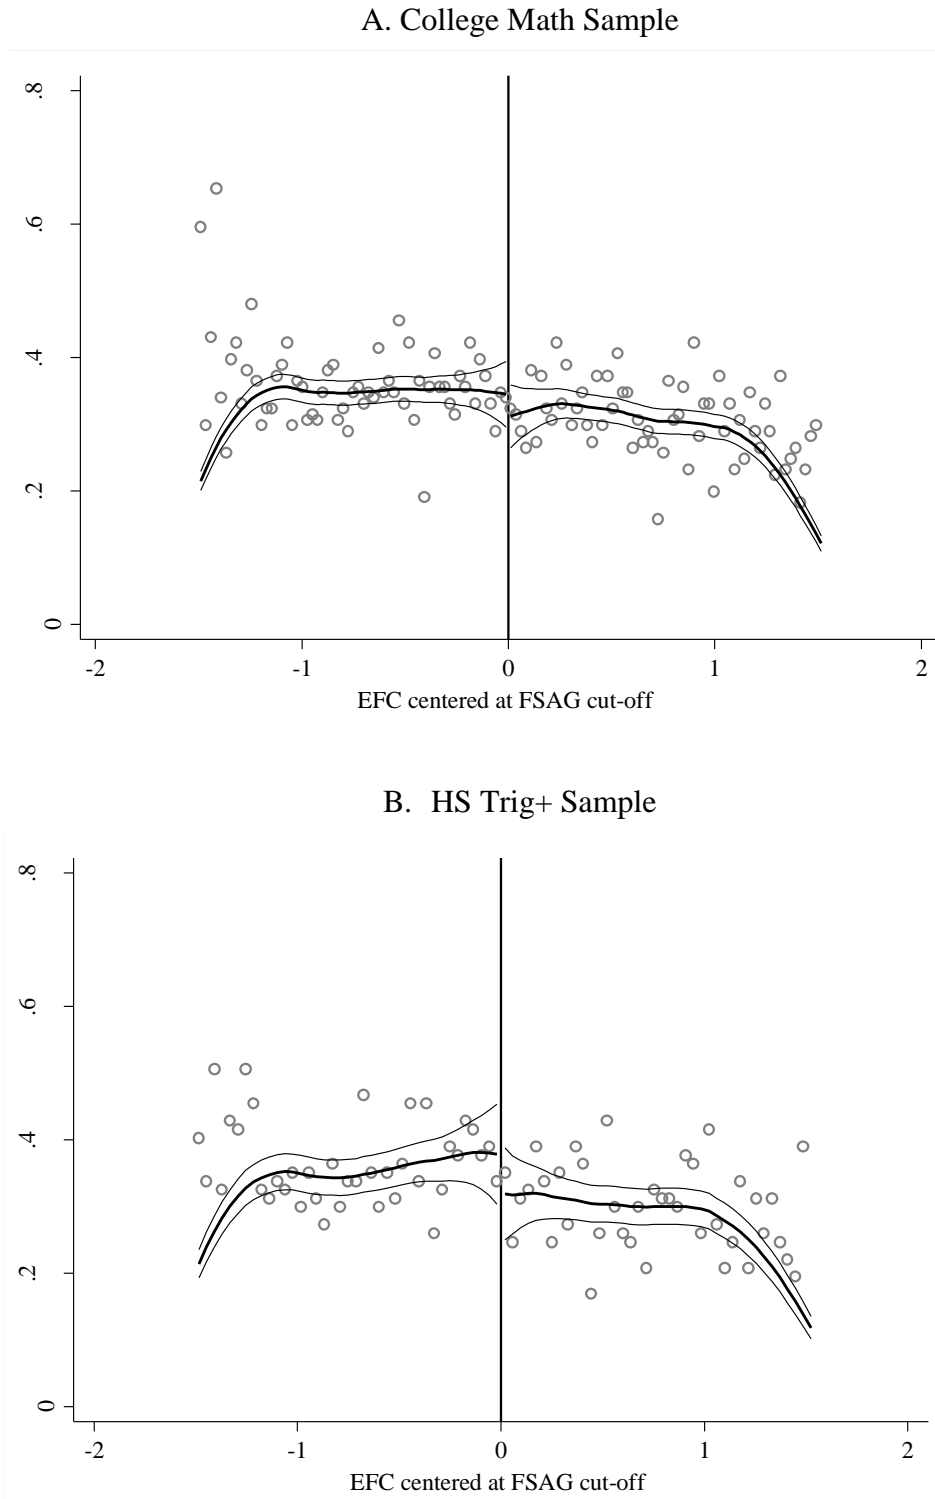 A. College Math Sample
.8
.6
.4
.2
0
-2 -1 0 1 2
EFC centered at FSAG cut-off
B. HS Trig+ Sample
.8
.6
.4
.2
0
-2 -1 0 1 2
EFC centered at FSAG cut-off